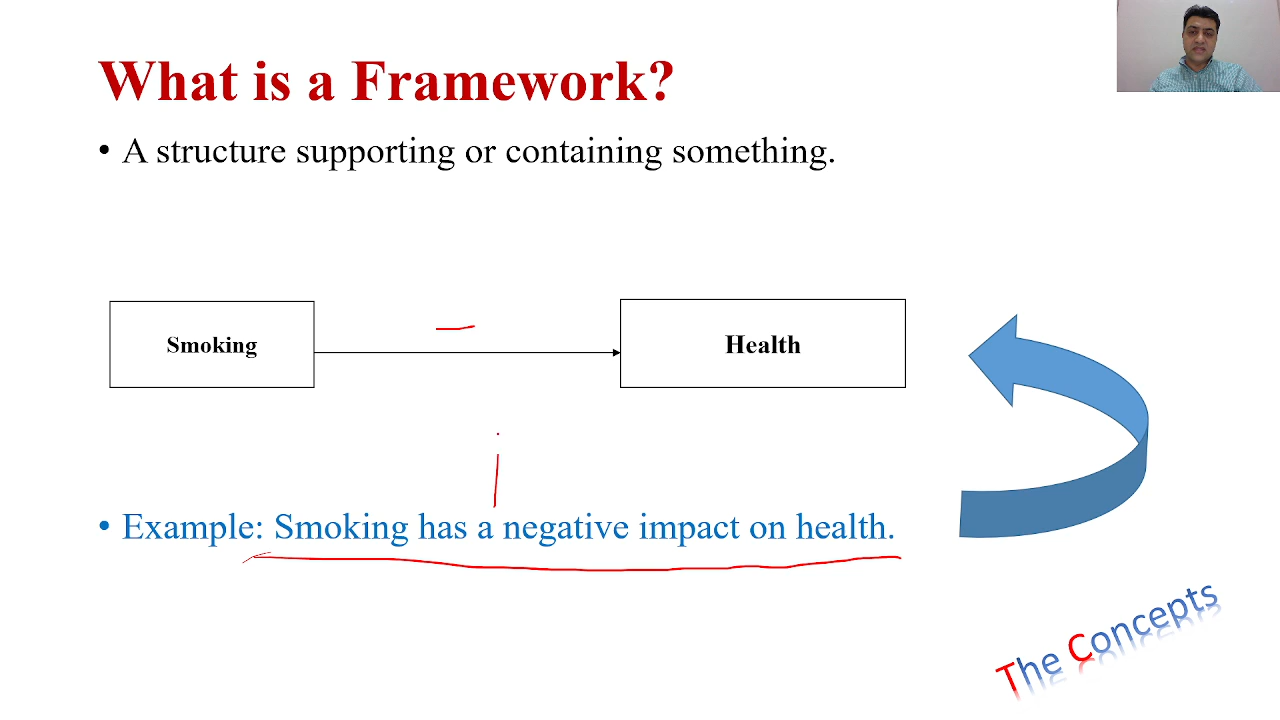 What is a Framework?
• A structure supporting or containing something.
Smoking
Health
• Example: Smoking has a negative impact on health.
The Concepts